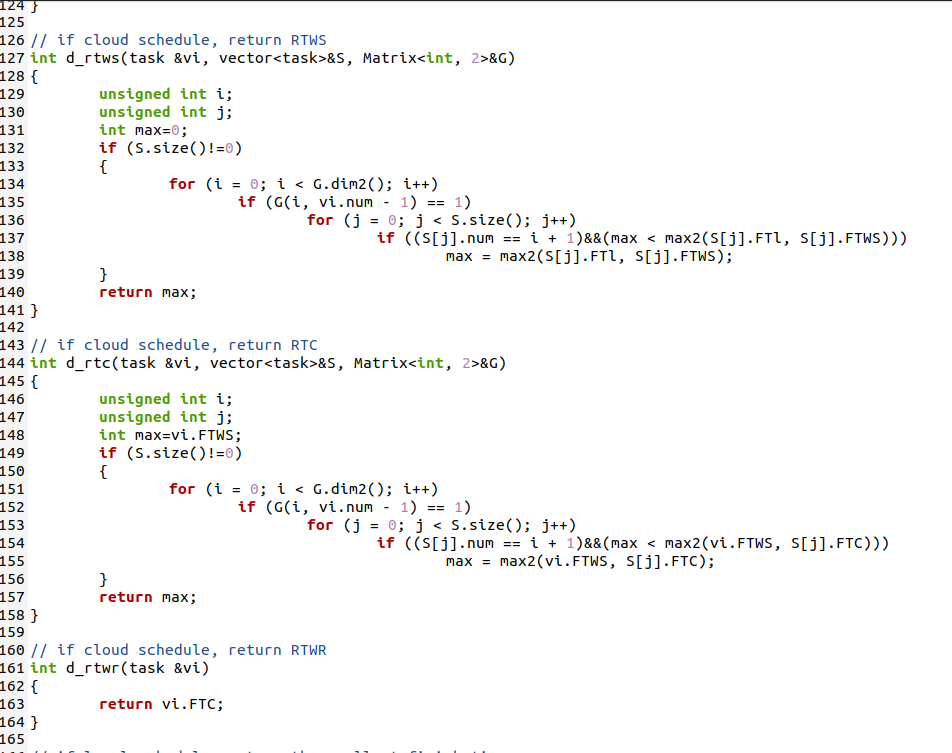 124 }
125
126 // if cloud schedule, return RTWS
127 int d_rtws(task &vi, vector<task>&S, Matrix<int, 2>&G)
128 {
129         unsigned int i;
130         unsigned int j;
131         int max=0;
132         if (S.size()!=0)
133         {
134                 for (i = 0; i < G.dim2(); i++)
135                         if (G(i, vi.num - 1) == 1)
136                                 for (j = 0; j < S.size(); j++)
137                                         if ((S[j].num == i + 1)&&(max < max2(S[j].FTl, S[j].FTWS)))
138                                                 max = max2(S[j].FTl, S[j].FTWS);
139         }
140         return max;
141 }
142
143 // if cloud schedule, return RTC
144 int d_rtc(task &vi, vector<task>&S, Matrix<int, 2>&G)
145 {
146         unsigned int i;
147         unsigned int j;
148         int max=vi.FTWS;
149         if (S.size()!=0)
150         {
151                 for (i = 0; i < G.dim2(); i++)
152                         if (G(i, vi.num - 1) == 1)
153                                 for (j = 0; j < S.size(); j++)
154                                         if ((S[j].num == i + 1)&&(max < max2(vi.FTWS, S[j].FTC)))
155                                                 max = max2(vi.FTWS, S[j].FTC);
156         }
157         return max;
158 }
159
160 // if cloud schedule, return RTWR
161 int d_rtwr(task &vi)
162 {
163         return vi.FTC;
164 }
165